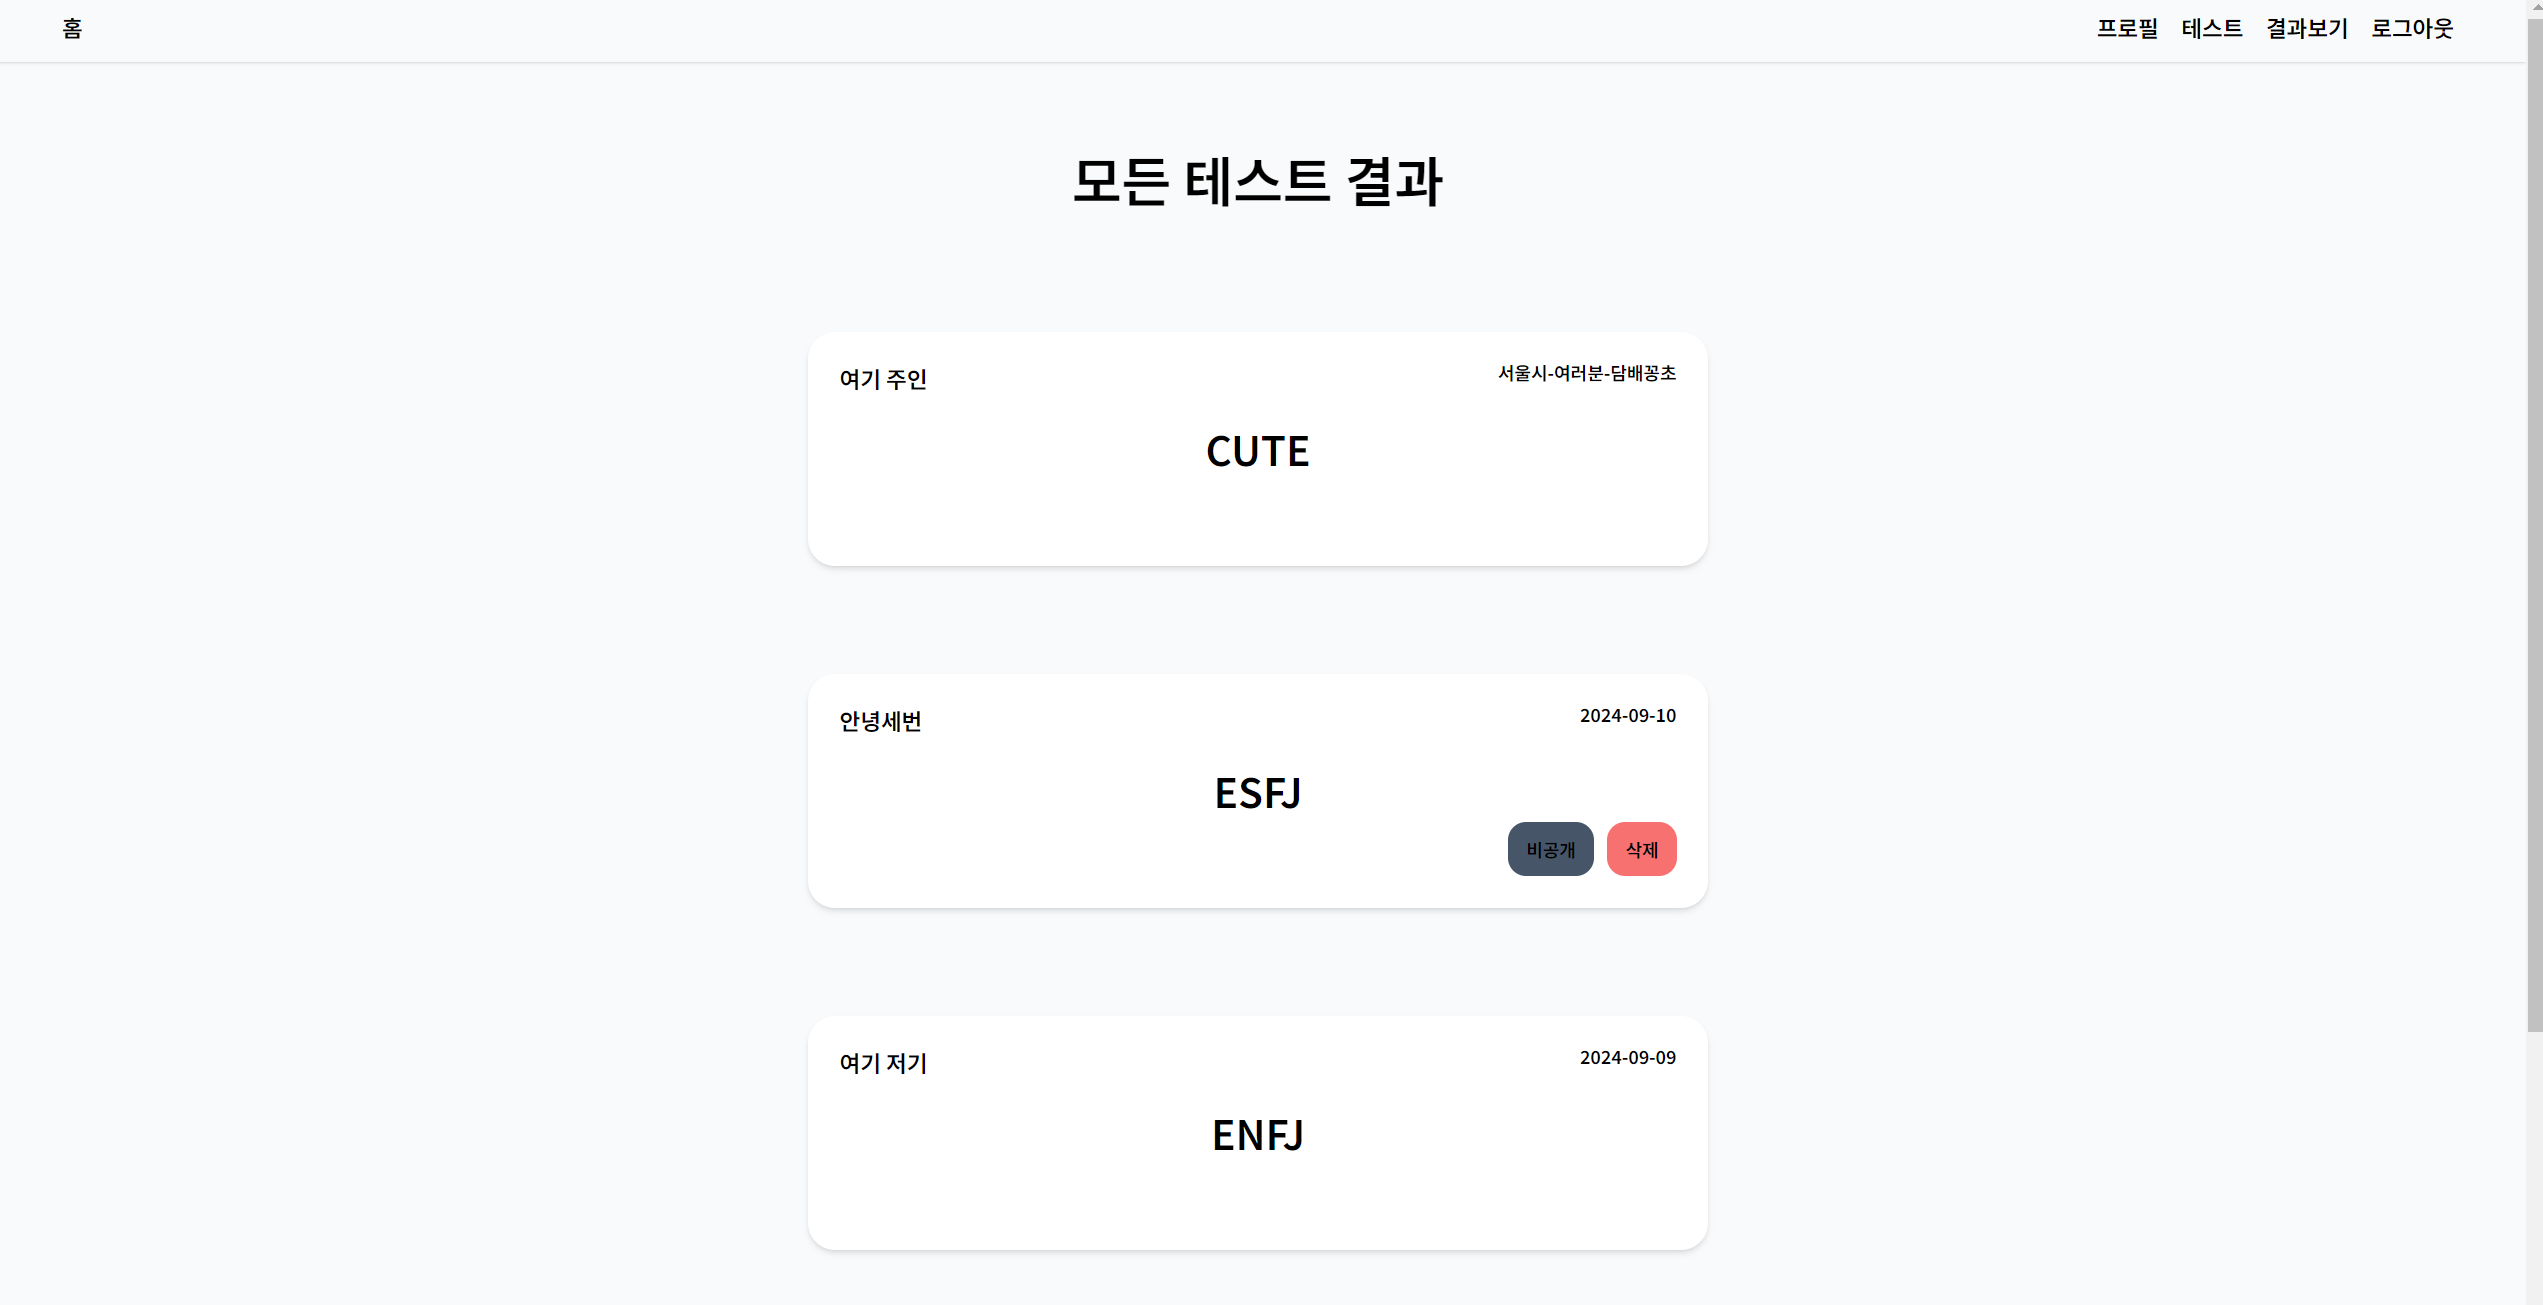 홈 프로필 테스트 결과보기 로그아웃
모든 테스트 결과
여기 주인 서울시-여러분-담배꽁초
CUTE
안녕세번 2024-09-10
ESFJ
비공개 삭제
여기 저기 2024-09-09
ENFJ